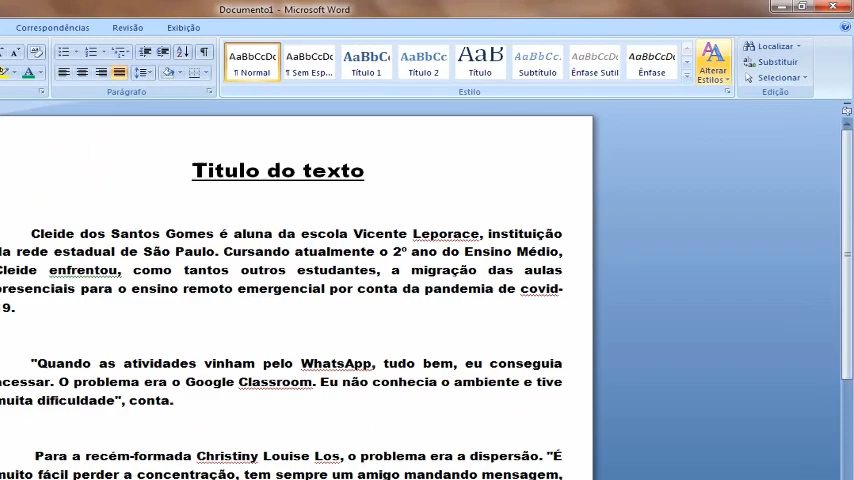 Documento1 - Microsoft Word
Correspondências Revisão Exibição
AaBbCcDc AaBbCcDc AaBbC AaBbCc AaB AaBbCc. AaBbCcDc AaBbCcDc
¶ Normal ¶ Sem Esp... Título 1 Título 2 Título Subtítulo Ênfase Sutil Ênfase
Alterar Estilos
Localizar
Substituir
Selecionar
Parágrafo Estilo Edição
Titulo do texto
Cleide dos Santos Gomes é aluna da escola Vicente Leporace, instituição
da rede estadual de São Paulo. Cursando atualmente o 2º ano do Ensino Médio,
Cleide enfrentou, como tantos outros estudantes, a migração das aulas
presenciais para o ensino remoto emergencial por conta da pandemia de covid-
19.
"Quando as atividades vinham pelo WhatsApp, tudo bem, eu conseguia
acessar. O problema era o Google Classroom. Eu não conhecia o ambiente e tive
muita dificuldade", conta.
Para a recém-formada Christiny Louise Los, o problema era a dispersão. "É
muito fácil perder a concentração, tem sempre um amigo mandando mensagem,